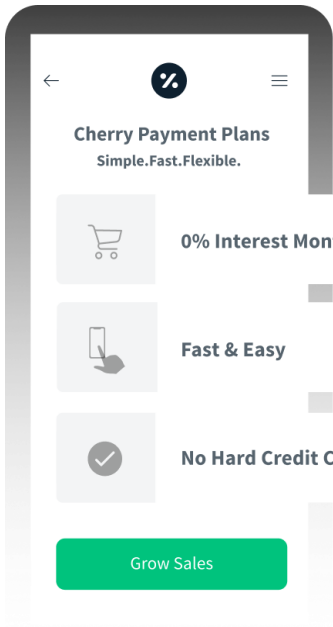 Cherry Payment Plans
Simple.Fast.Flexible.
0% Interest Mon
Fast & Easy
No Hard Credit C
Grow Sales